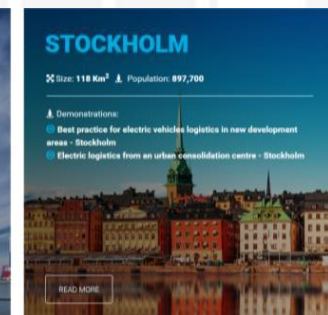 STOCKHOLM
Size: 118 Km² Population: 897,700
Demonstrations:
Best practice for electric vehicles logistics in new development
areas - Stockholm
Electric logistics from an urban consolidation centre - Stockholm
READ MORE